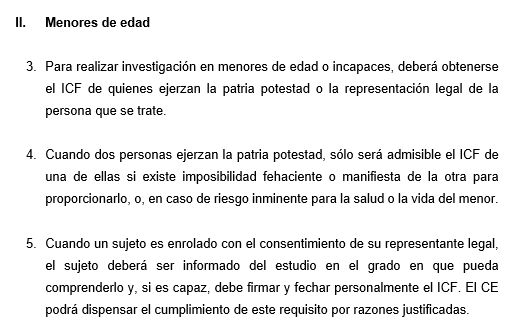 II. Menores de edad
3. Para realizar investigación en menores de edad o incapaces, deberá obtenerse
el ICF de quienes ejerzan la patria potestad o la representación legal de la
persona que se trate.
4. Cuando dos personas ejerzan la patria potestad, sólo será admisible el ICF de
una de ellas si existe imposibilidad fehaciente o manifiesta de la otra para
proporcionarlo, o, en caso de riesgo inminente para la salud o la vida del menor.
5. Cuando un sujeto es enrolado con el consentimiento de su representante legal,
el sujeto deberá ser informado del estudio en el grado en que pueda
comprenderlo y, si es capaz, debe firmar y fechar personalmente el ICF. El CE
podrá dispensar el cumplimiento de este requisito por razones justificadas.